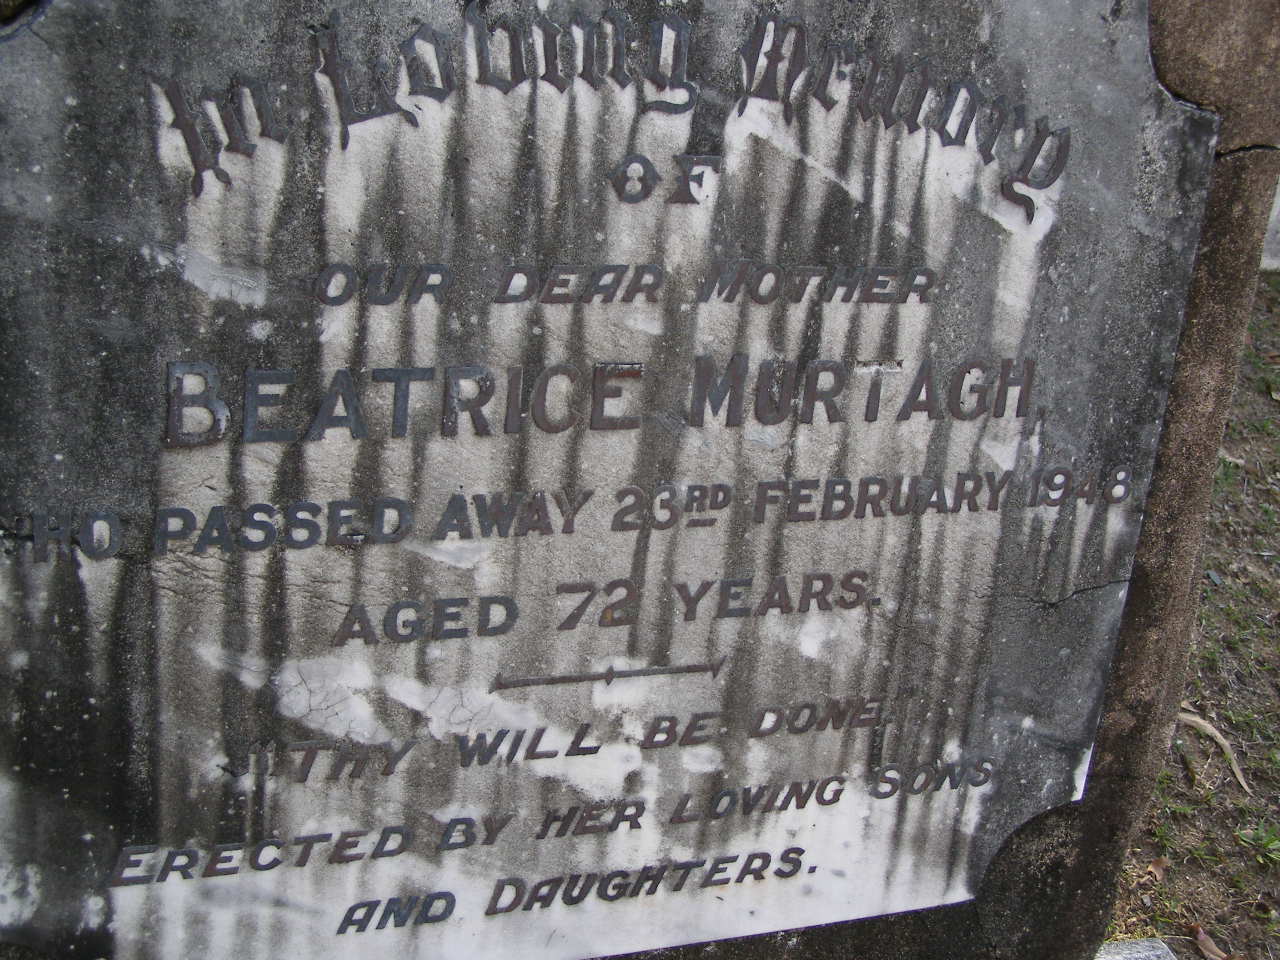 In Loving Memory
OF
OUR DEAR MOTHER
BEATRICE MURTAGH,
HO PASSED AWAY 23RD FEBRUARY 1948
AGED 72 YEARS.
"THY WILL BE DONE.
ERECTED BY HER LOVING SONS
AND DAUGHTERS.